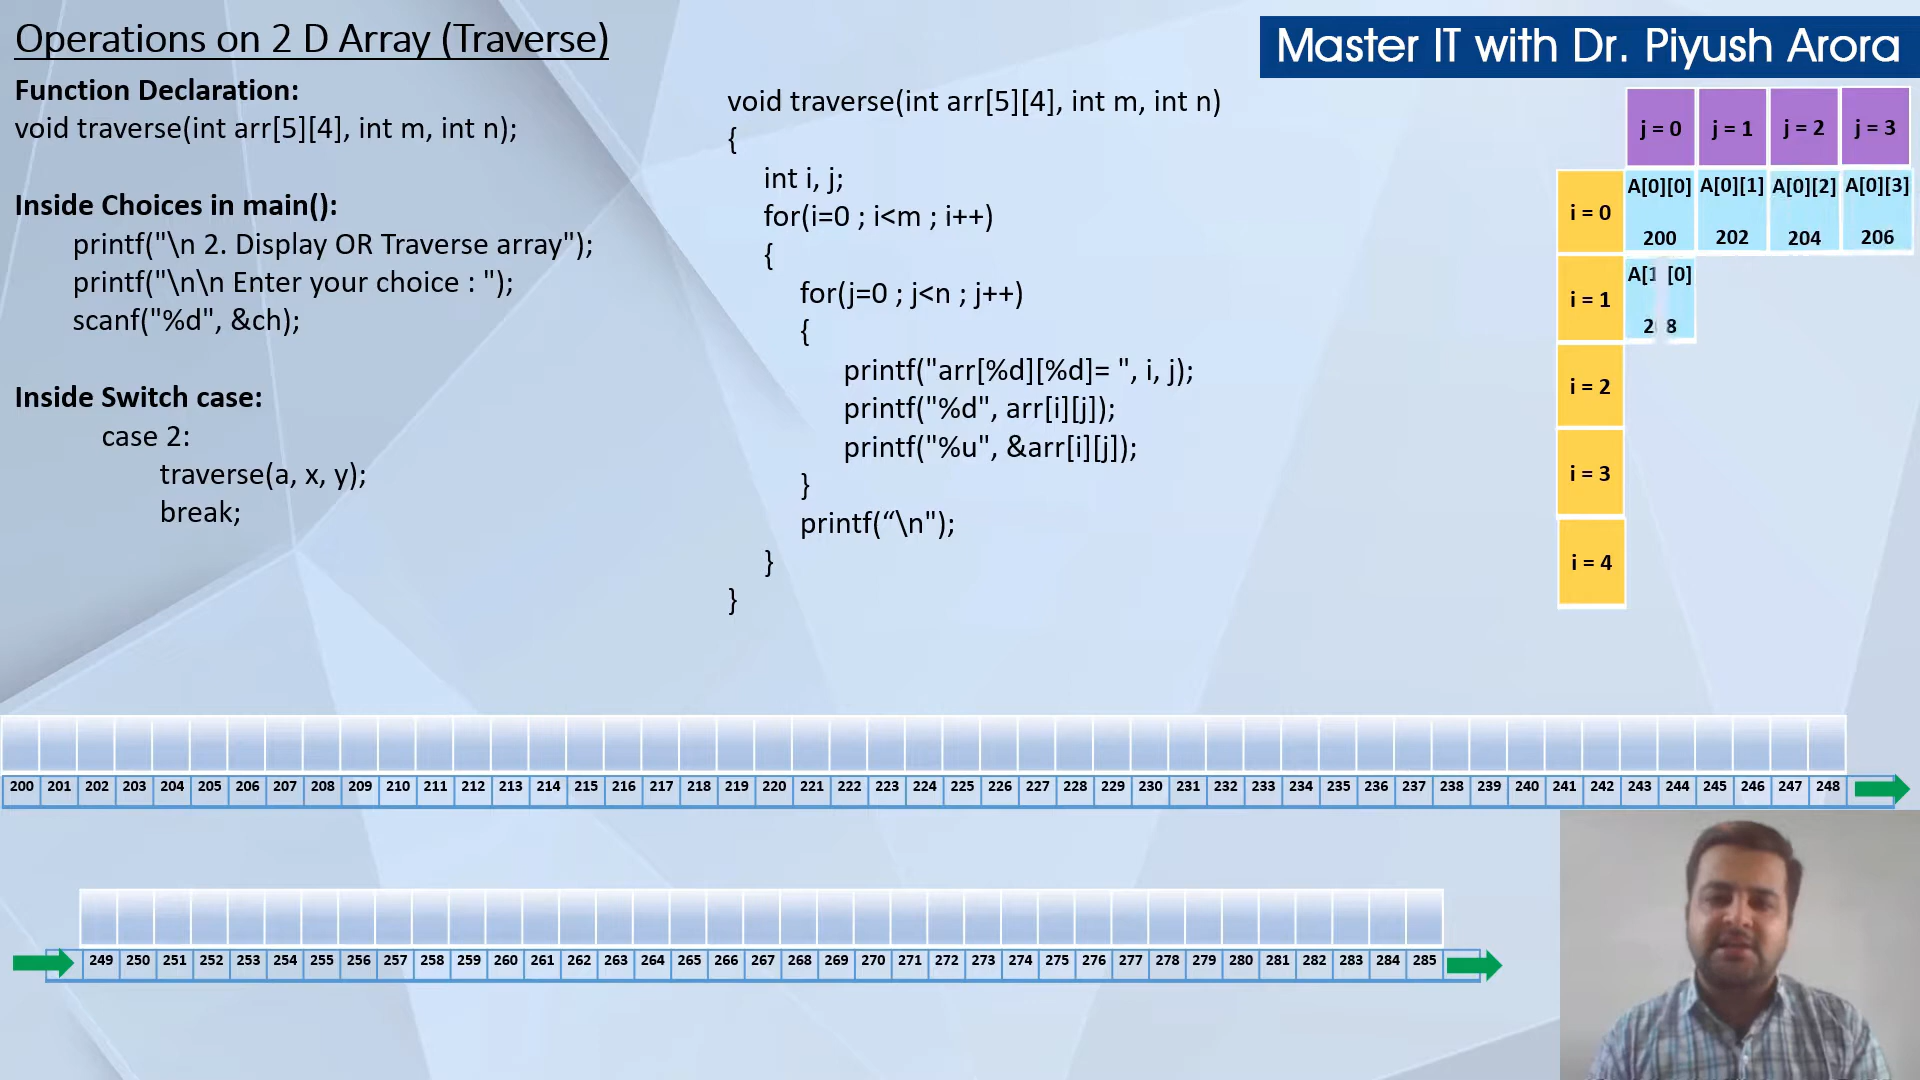 Operations on 2 D Array (Traverse)
Master IT with Dr. Piyush Arora
Function Declaration:
void traverse(int arr[5][4], int m, int n);
Inside Choices in main():
printf("\n 2. Display OR Traverse array");
printf("\n\n Enter your choice : ");
scanf("%d", &ch);
Inside Switch case:
case 2:
traverse(a, x, y);
break;
void traverse(int arr[5][4], int m, int n)
{
int i, j;
for(i=0 ; i<m ; i++)
{
for(j=0 ; j<n ; j++)
{
printf("arr[%d][%d]= ", i, j);
printf("%d", arr[i][j]);
printf("%u", &arr[i][j]);
}
printf(“\n");
}
}
j = 0 j = 1 j = 2 j = 3
i = 0 A[0][0] A[0][1] A[0][2] A[0][3]
200 202 204 206
i = 1 A[1][0]
208
i = 2
i = 3
i = 4
200 201 202 203 204 205 206 207 208 209 210 211 212 213 214 215 216 217 218 219 220 221 222 223 224 225 226 227 228 229 230 231 232 233 234 235 236 237 238 239 240 241 242 243 244 245 246 247 248
249 250 251 252 253 254 255 256 257 258 259 260 261 262 263 264 265 266 267 268 269 270 271 272 273 274 275 276 277 278 279 280 281 282 283 284 285